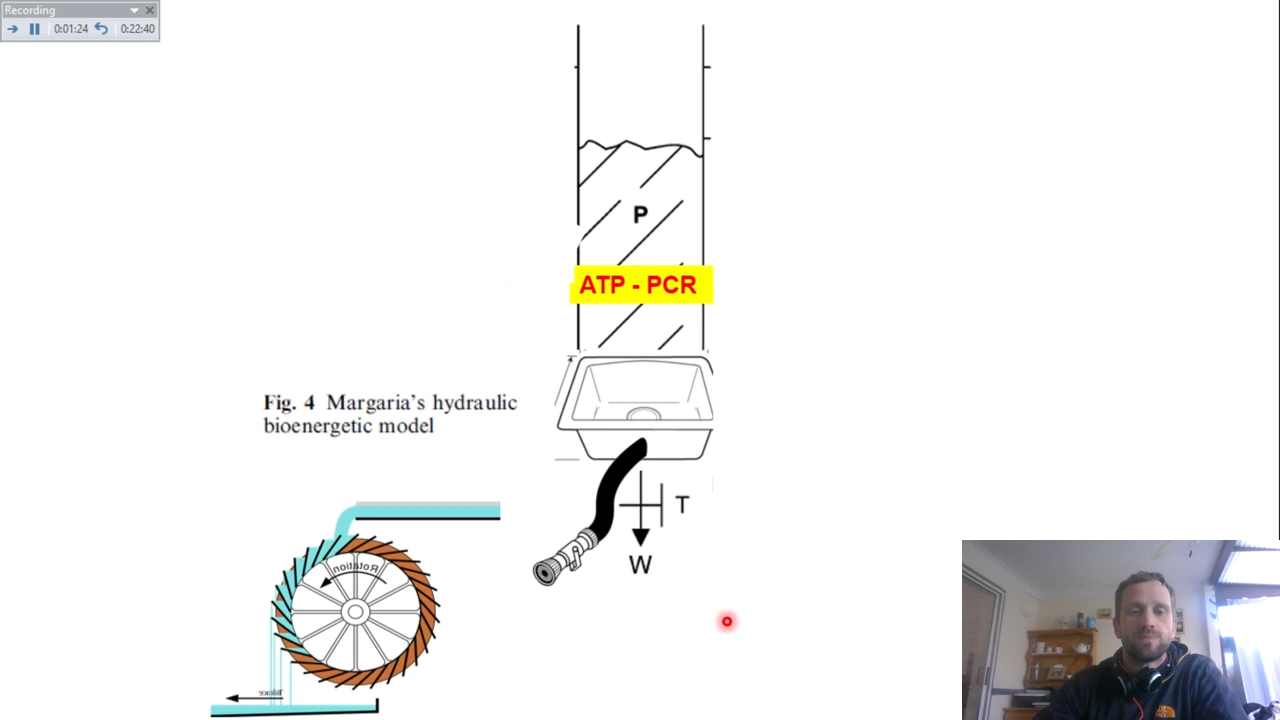 Recording
0:01:24 0:22:40
P
ATP - PCR
Fig. 4 Margaria's hydraulic
bioenergetic model
T
W
Rotation